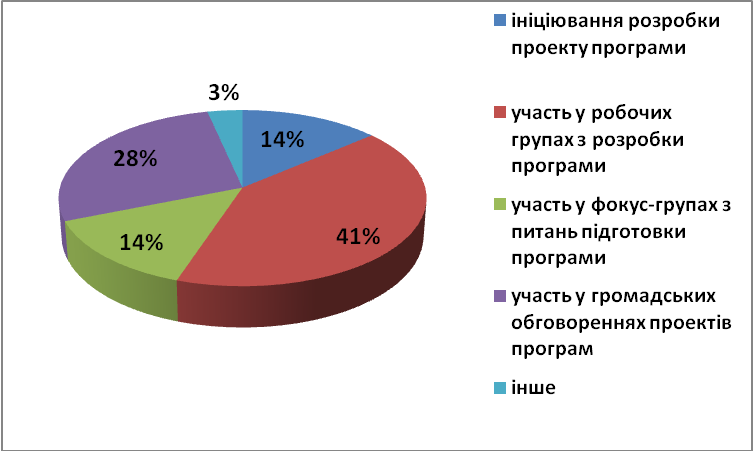 3%
14%
28%
41%
14%
ініціювання розробки
проекту програми
участь у робочих
групах з розробки
програми
участь у фокус-групах з
питань підготовки
програми
участь у громадських
обговореннях проектів
програм
інше